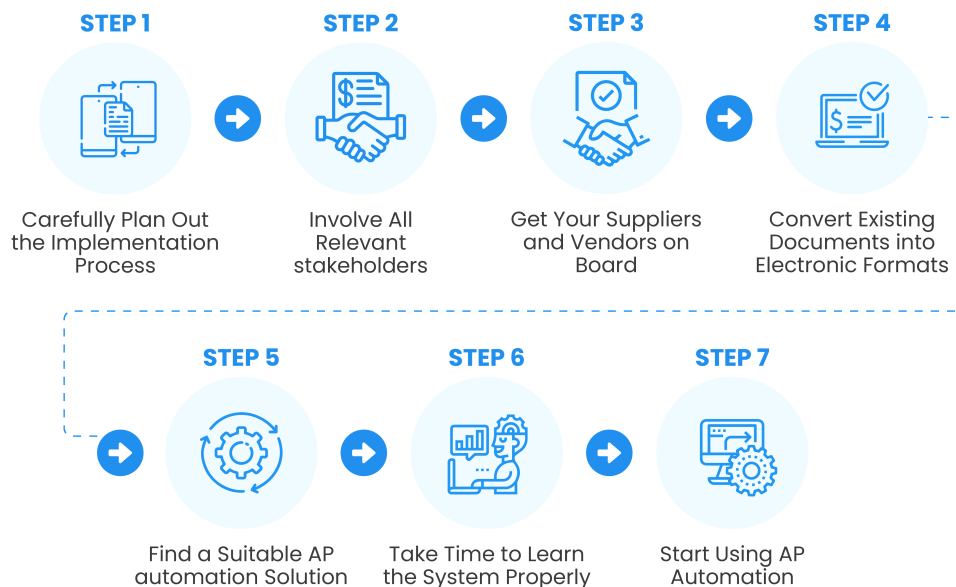 STEP 1
Carefully Plan Out
the Implementation
Process
STEP 2
Involve All
Relevant
stakeholders
STEP 3
Get Your Suppliers
and Vendors on
Board
STEP 4
Convert Existing
Documents into
Electronic Formats
STEP 5
Find a Suitable AP
automation Solution
STEP 6
Take Time to Learn
the System Properly
STEP 7
Start Using AP
Automation